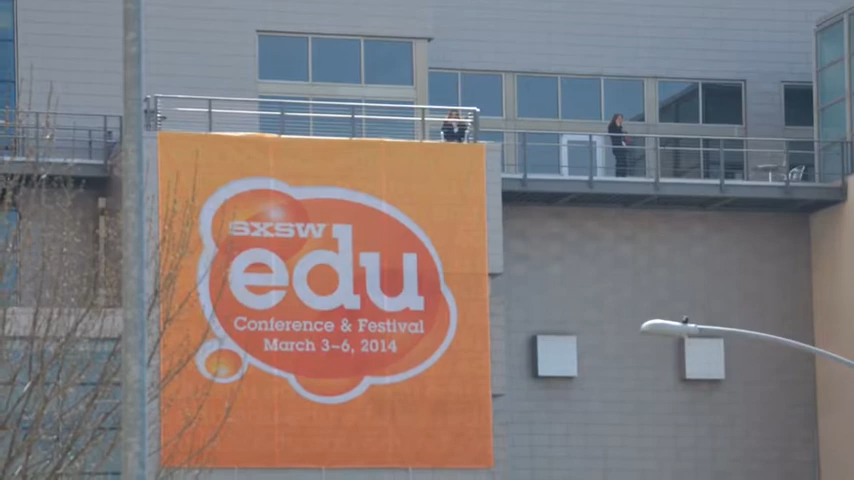 SXSW
edu
Conference & Festival
March 3–6, 2014